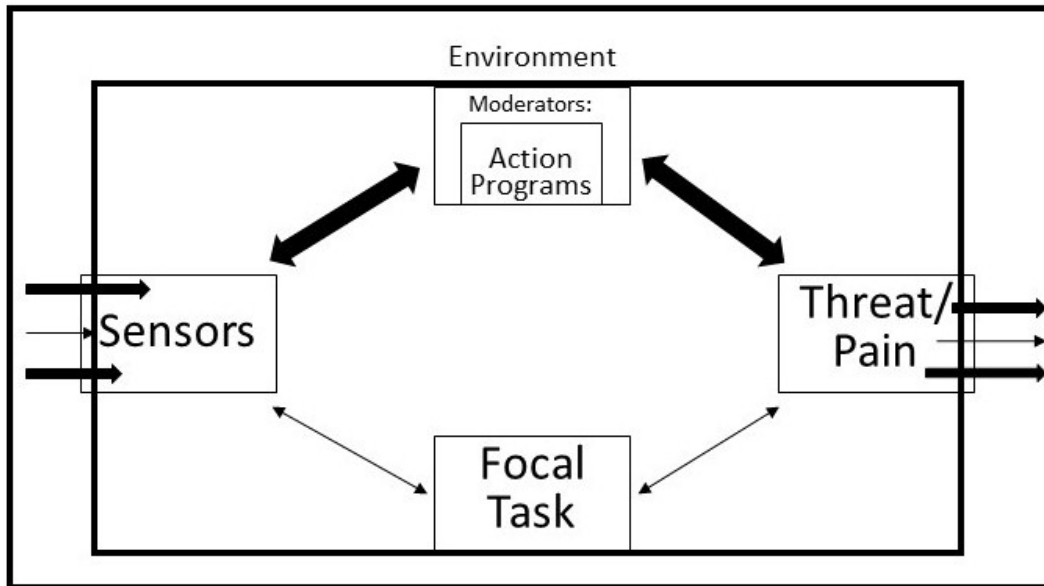 Environment
Moderators:
Action
Programs
Sensors
Threat/
Pain
Focal
Task